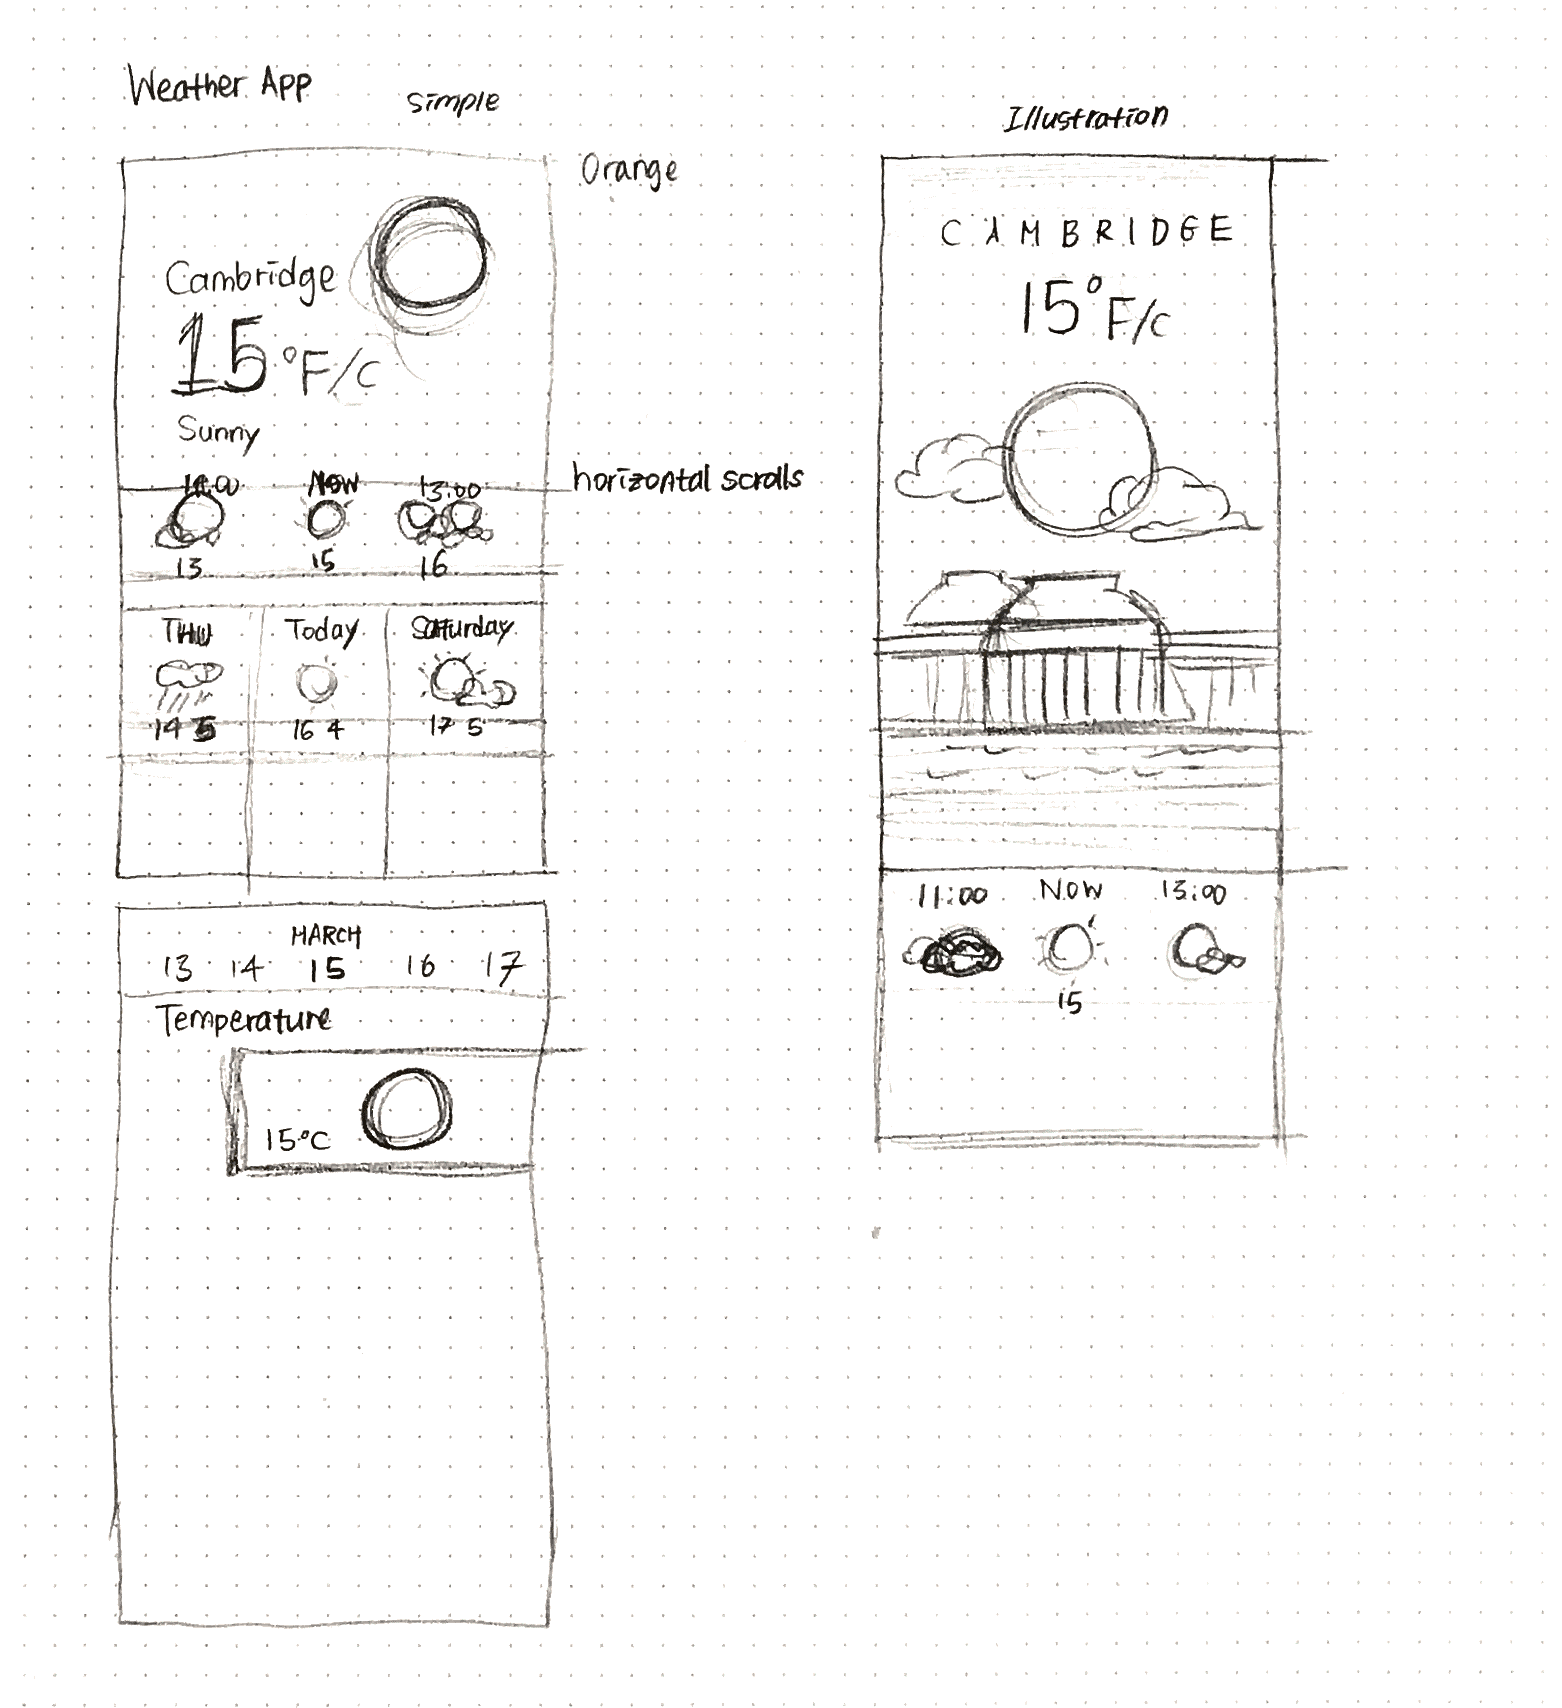 Weather App
Simple
Orange
Cambridge
15 °F/C
Sunny
horizontal scrolls
Now 13:00
13 15 16
THU Today Saturday
14 5 16 4 17 5
MARCH
13 14 15 16 17
Temperature
15°C
Illustration
CAMBRIDGE
15° F/C
11:00 Now 13:00
15